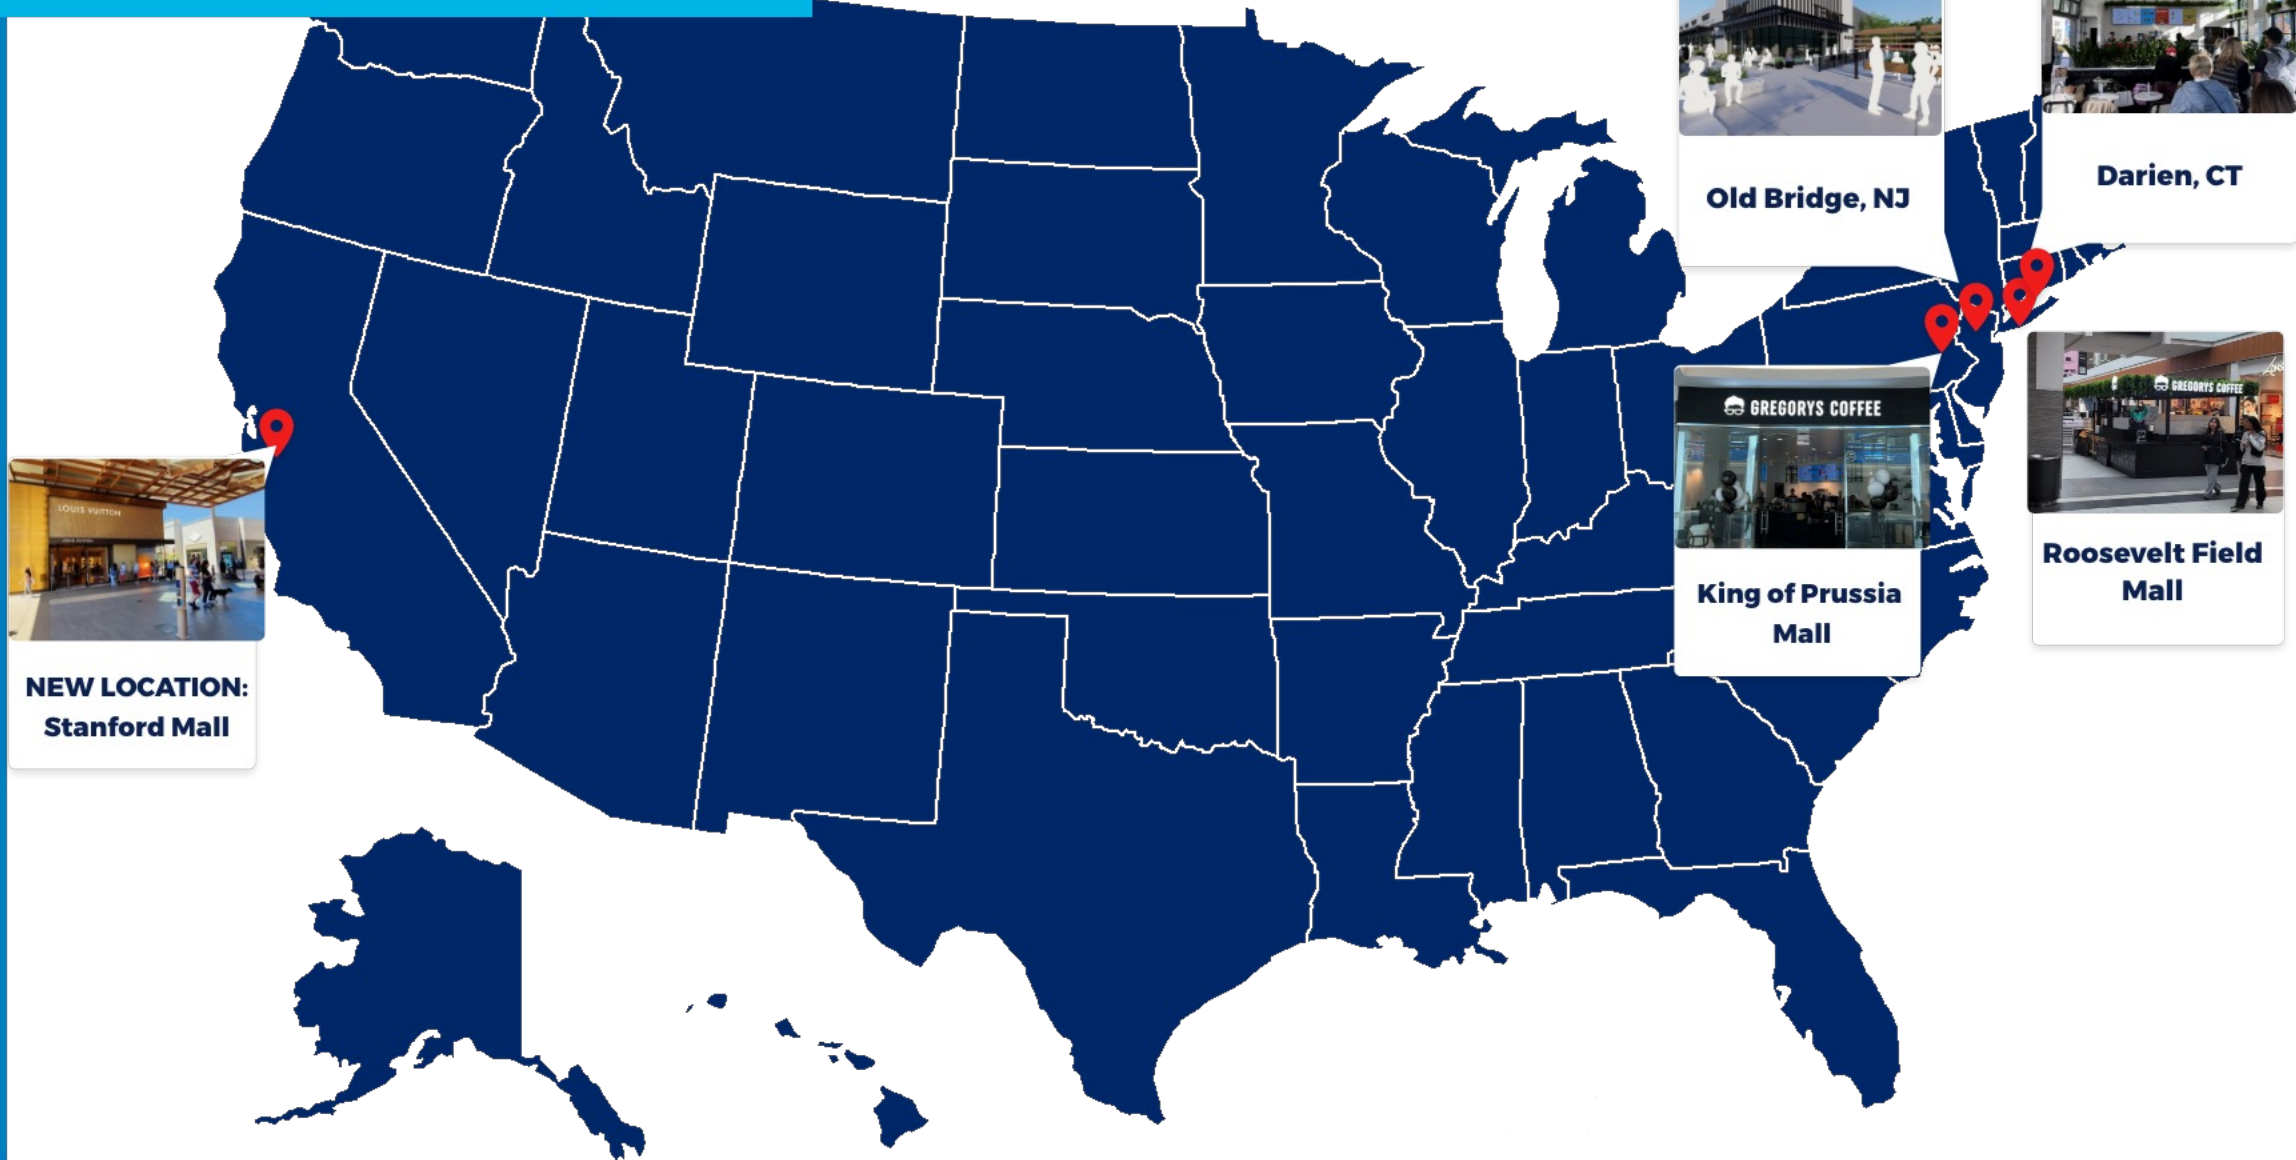 Old Bridge, NJ
Darien, CT
GREGORYS COFFEE
King of Prussia
Mall
GREGORYS COFFEE
Roosevelt Field
Mall
LOUIS VUITTON
NEW LOCATION:
Stanford Mall